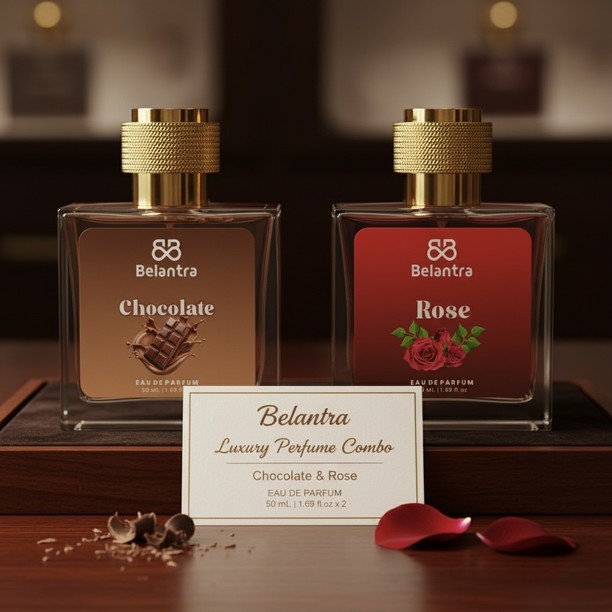 Belantra
Chocolate
EAU DE PARFUM
Belantra
Rose
EAU DE PARFUM
Belantra
Luxury Perfume Combo
Chocolate & Rose
EAU DE PARFUM
50 mL | 1.69 fl.oz x 2